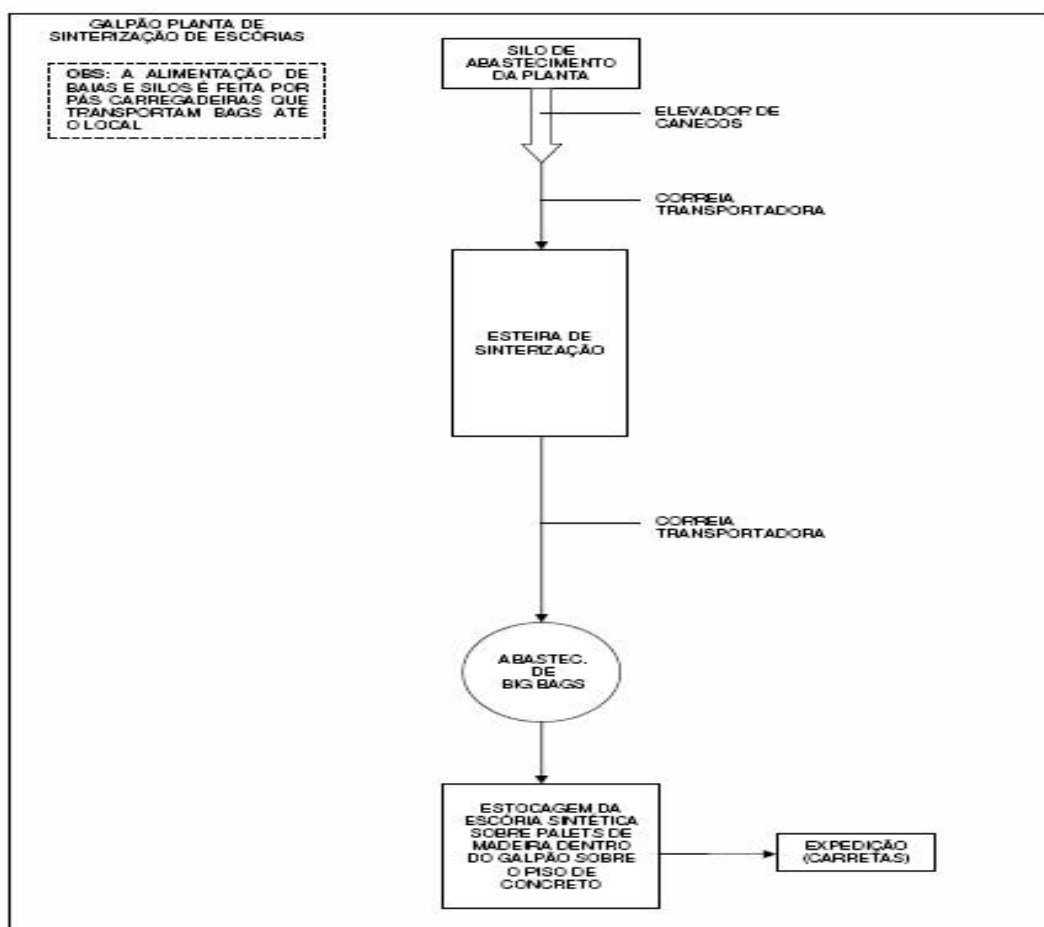 GALPÃO PLANTA DE
SINTERIZAÇÃO DE ESCÓRIAS
OBS: A ALIMENTAÇÃO DE
BAIAS E SILOS É FEITA POR
PÁS CARREGADEIRAS QUE
TRANSPORTAM BAGS ATÉ
O LOCAL
SILO DE
ABASTECIMENTO
DA PLANTA
ELEVADOR DE
CANECOS
CORREIA
TRANSPORTADORA
ESTEIRA DE
SINTERIZAÇÃO
CORREIA
TRANSPORTADORA
ABASTEC.
DE
BIG BAGS
ESTOCAGEM DA
ESCÓRIA SINTÉTICA
SOBRE PALETS DE
MADEIRA DENTRO
DO GALPÃO SOBRE
O PISO DE
CONCRETO
EXPEDIÇÃO
(CARRETAS)